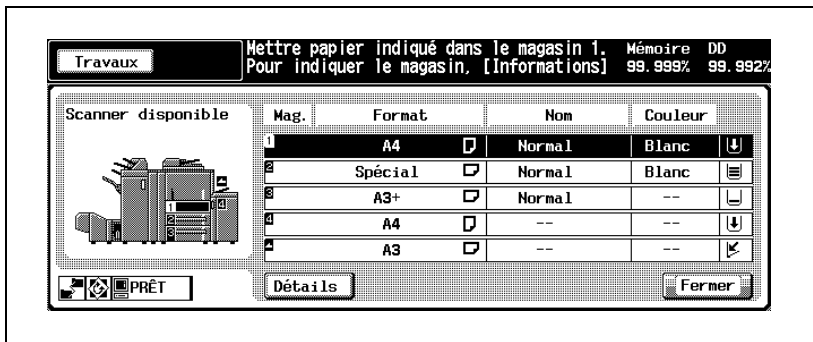 Travaux
Mettre papier indiqué dans le magasin 1. Mémoire DD
Pour indiquer le magasin, [Informations] 99.999% 99.992%
Scanner disponible Mag. Format Nom Couleur
1 A4 Normal Blanc
2 Spécial Normal Blanc
3 A3+ Normal --
4 A4 -- --
A3 -- --
1
2
3
4
PRÊT Détails Fermer